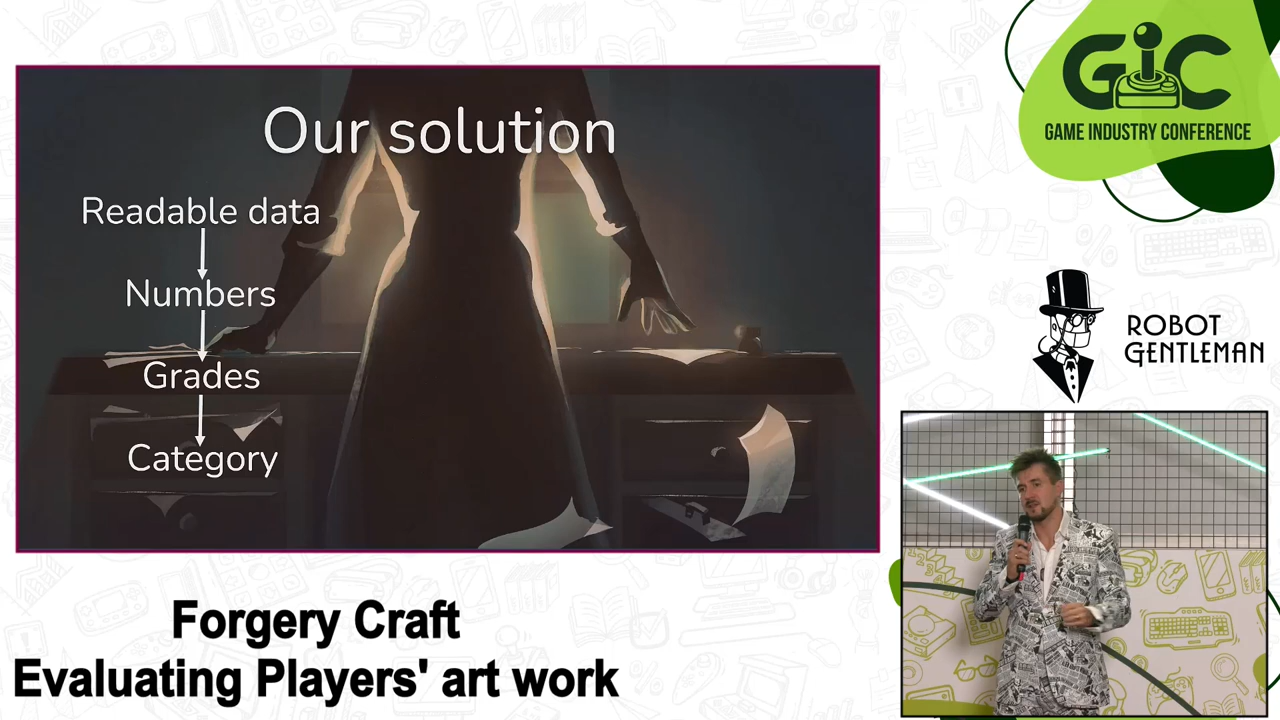 Our solution
Readable data
Numbers
Grades
Category
GIC
GAME INDUSTRY CONFERENCE
ROBOT
GENTLEMAN
Forgery Craft
Evaluating Players' art work